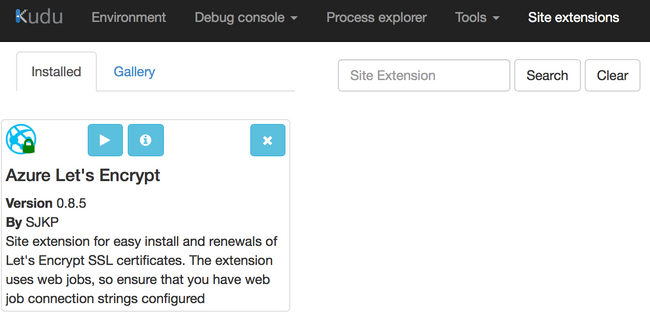 Kudu Environment Debug console Process explorer Tools Site extensions
Installed Gallery Site Extension Search Clear
Azure Let's Encrypt
Version 0.8.5
By SJKP
Site extension for easy install and renewals of
Let's Encrypt SSL certificates. The extension
uses web jobs, so ensure that you have web
job connection strings configured